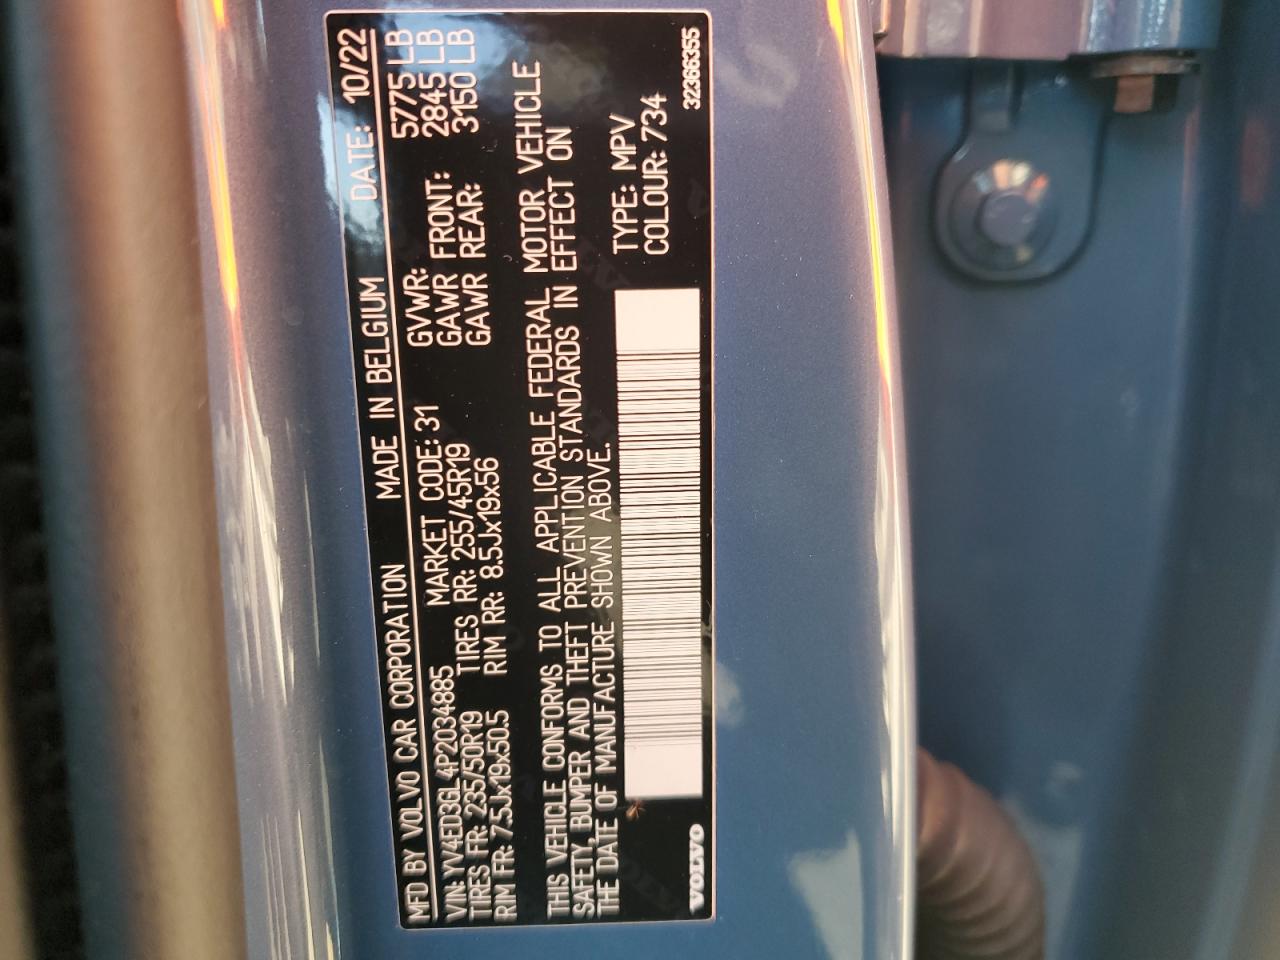 MFD BY VOLVO CAR CORPORATION MADE IN BELGIUM DATE: 10/22
VIN: YV4ED3GL4P2034885 MARKET CODE: 31 GVWR: 5775 LB
TIRES FR: 235/50R19 TIRES RR: 255/45R19 GAWR FRONT: 2845 LB
RIM FR: 7.5Jx19x50.5 RIM RR: 8.5Jx19x56 GAWR REAR: 3150 LB
THIS VEHICLE CONFORMS TO ALL APPLICABLE FEDERAL MOTOR VEHICLE
SAFETY, BUMPER AND THEFT PREVENTION STANDARDS IN EFFECT ON
THE DATE OF MANUFACTURE SHOWN ABOVE.
TYPE: MPV
COLOUR: 734
VOLVO 32366355